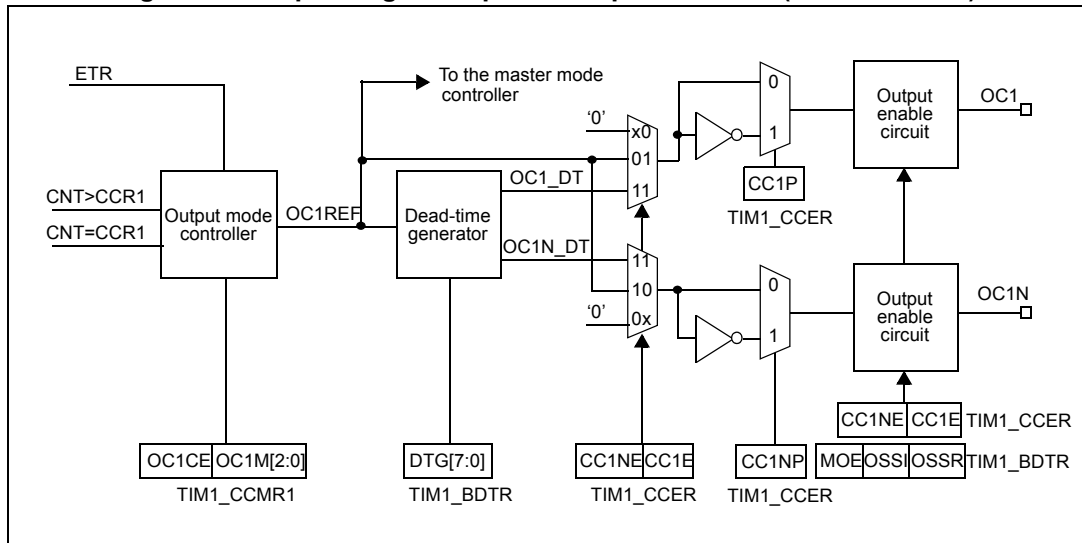 ETR
To the master mode
controller
'0'
x0
01
11
0
1
CC1P
TIM1_CCER
Output
enable
circuit
OC1
CNT>CCR1
CNT=CCR1
Output mode
controller
OC1REF
Dead-time
generator
OC1_DT
OC1N_DT
11
10
0x
'0'
0
1
Output
enable
circuit
OC1N
OC1CE OC1M[2:0]
TIM1_CCMR1
DTG[7:0]
TIM1_BDTR
CC1NE CC1E
TIM1_CCER
CC1NP
TIM1_CCER
CC1NE CC1E TIM1_CCER
MOE OSSI OSSR TIM1_BDTR